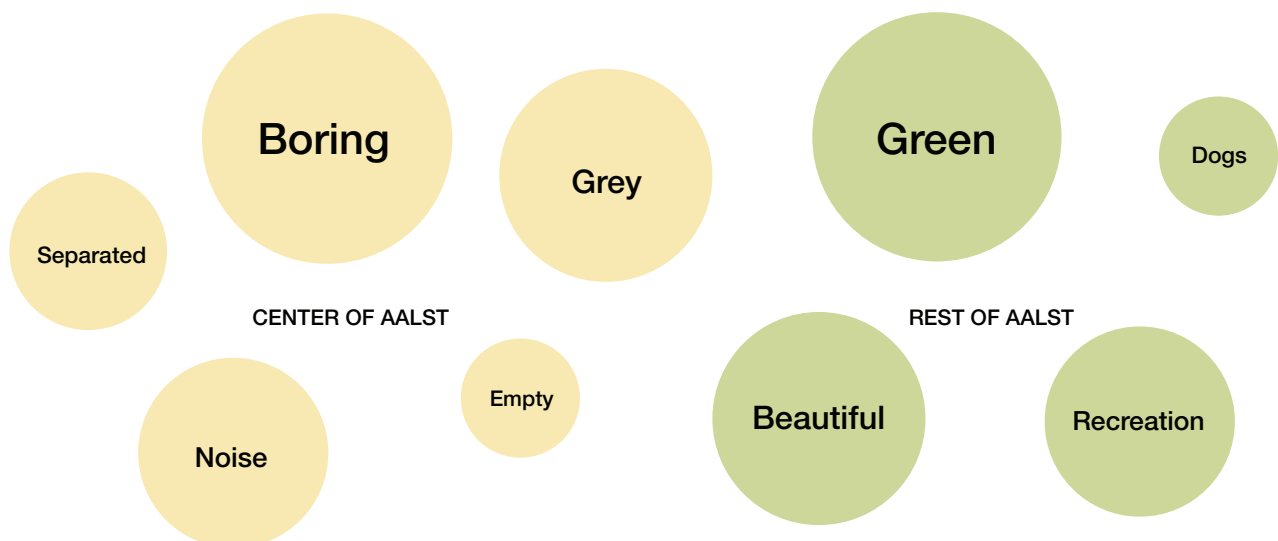 Boring
Grey
Separated
CENTER OF AALST
Empty
Noise
Green
Dogs
REST OF AALST
Beautiful
Recreation